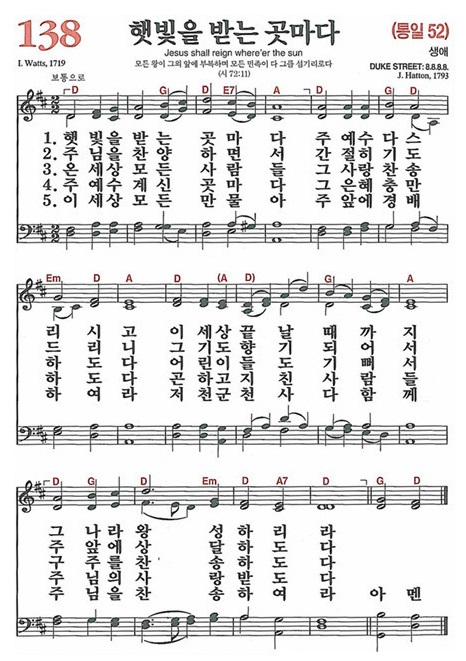 138 햇빛을 받는 곳마다 (통일 52)
Jesus shall reign where'er the sun
생애
I. Watts, 1719
모든 왕이 그의 앞에 부복하며 모든 민족이 다 그를 섬기리로다
DUKE STREET: 8.8.8.8.
(시 72:11)
J. Hatton, 1793
보통으로
D G D G E7 A D G D
1. 햇 빛을 받 는 곳 마 다 주 예수 다 스
2. 주 님을 찬 양 하 면 서 간 절히 기 도
3. 온 세상 모 든 사 람 들 그 사랑 찬 송
4. 주 예수 계 신 곳 마 다 그 은혜 충 만
5. 이 세상 모 든 만 물 아 주 앞에 경 배
Em D A D (A D) G D G A
리 시 고 이 세상 끝 날 때 까 지
드 리 니 그 향 기 되 어 서
하 도 다 어 린이 들 도 기 뻐 서
하 도 다 곤 하고 지 친 사 람 들
하 여 라 저 천군 천 사 다 함 께
D G D G D Em D A7 D D G D
그 나라 왕 성 하 리 라
주 앞에 상 달 하 도 다
구 주님을 찬 송 하 도 다
주 님의 사 랑 받 도 다
주 님을 찬 송 하 여 라 아 멘